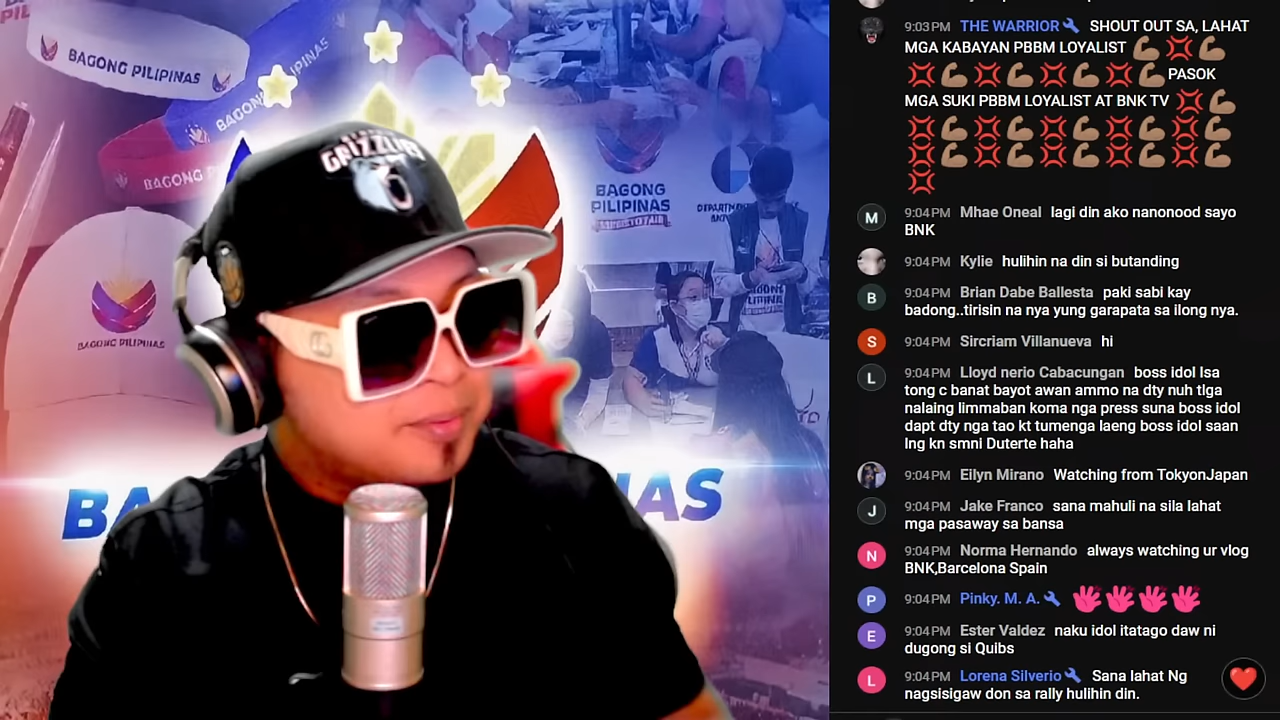 BAGONG PILIPINAS
BAGONG PILIPINAS
BAGONG P
BAGONG PILIPINAS
GRIZZLIES
BAGONG
PILIPINAS
BA
NAS
9:03 PM THE WARRIOR SHOUT OUT SA, LAHAT
MGA KABAYAN PBBM LOYALIST 💪🏽 💢 💪🏽
💢 💪🏽 💢 💪🏽 💢 💪🏽 💢 💪🏽 PASOK
MGA SUKI PBBM LOYALIST AT BNK TV 💢 💪🏽
💢 💪🏽 💢 💪🏽 💢 💪🏽 💢 💪🏽 💢 💪🏽
💢 💪🏽 💢 💪🏽 💢 💪🏽 💢 💪🏽 💢 💪🏽
💢
M 9:04 PM Mhae Oneal lagi din ako nanonood sayo
BNK
9:04 PM Kylie hulihin na din si butanding
B 9:04 PM Brian Dabe Ballesta paki sabi kay
badong..tirisin na nya yung garapata sa ilong nya.
S 9:04 PM Sircriam Villanueva hi
L 9:04 PM Lloyd nerio Cabacungan boss idol Isa
tong c banat bayot awan ammo na dty nuh tIga
nalaing Iimmaban koma nga press suna boss idol
dapt dty nga tao kt tumenga laeng boss idol saan
Ing kn smni Duterte haha
9:04 PM Eilyn Mirano Watching from TokyonJapan
J 9:04 PM Jake Franco sana mahuli na sila lahat
mga pasaway sa bansa
N 9:04 PM Norma Hernando always watching ur vlog
BNK,Barcelona Spain
P 9:04 PM Pinky. M. A.
E 9:04 PM Ester Valdez naku idol itatago daw ni
dugong si Quibs
L 9:04 PM Lorena Silverio Sana lahat Ng
nagsisigaw don sa rally hulihin din.